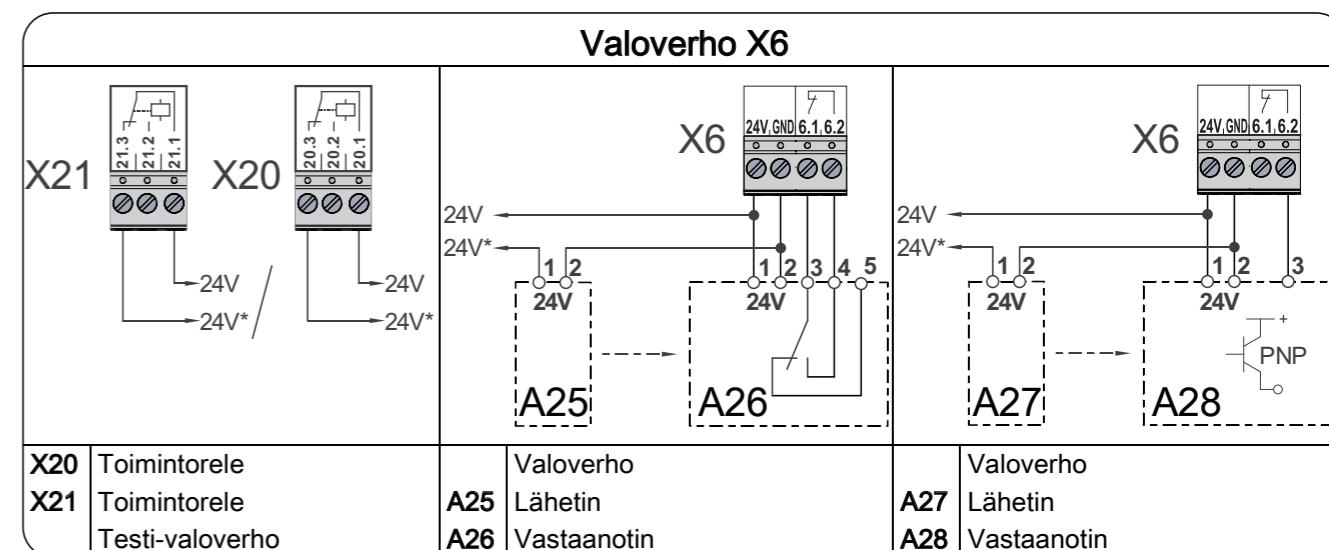 Valoverho X6
X21
21.3 21.2 21.1
X20
20.3 20.2 20.1
24V
24V*
24V
24V*
X6
24V GND 6.1 6.2
24V
24V*
1 2
24V
1 2 3 4 5
24V
A25
A26
X6
24V GND 6.1 6.2
24V
24V*
1 2
24V
1 2 3
24V
+
PNP
A27
A28
X20 Toimintorele
X21 Toimintorele
Testi-valoverho
Valoverho
A25 Lähetin
A26 Vastaanotin
Valoverho
A27 Lähetin
A28 Vastaanotin